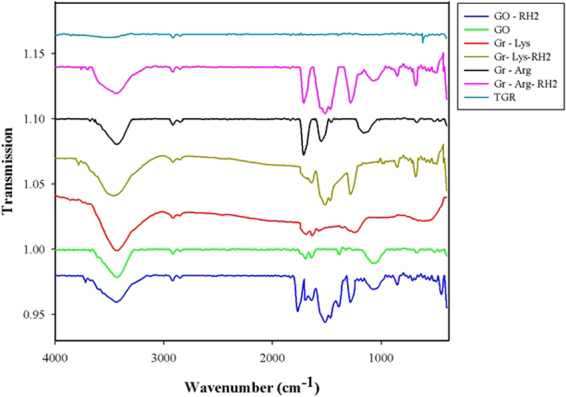 GO - RH2
GO
Gr - Lys
Gr- Lys-RH2
Gr - Arg
Gr - Arg- RH2
TGR
Transmission
1.15
1.10
1.05
1.00
0.95
4000 3000 2000 1000
Wavenumber (cm-1)